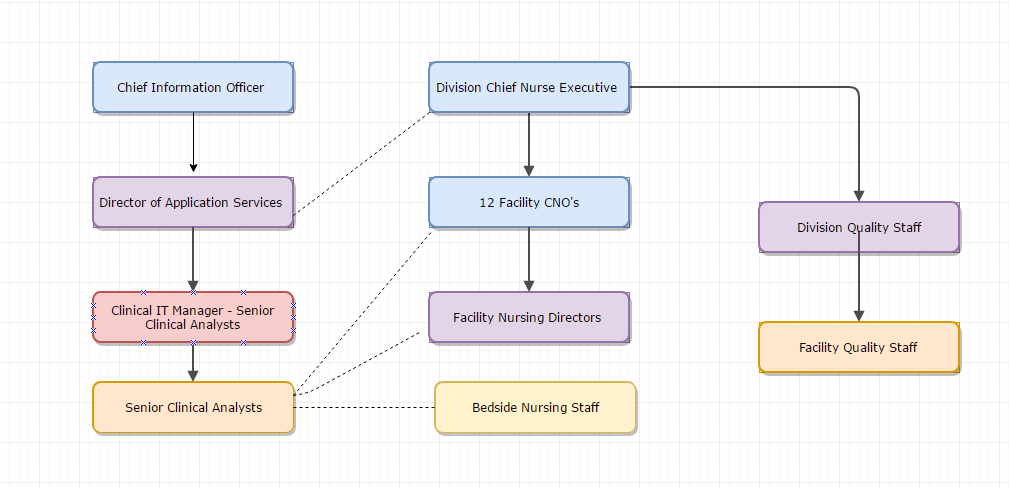 Chief Information Officer
Division Chief Nurse Executive
Director of Application Services
12 Facility CNO's
Division Quality Staff
Clinical IT Manager - Senior
Clinical Analysts
Facility Nursing Directors
Facility Quality Staff
Senior Clinical Analysts
Bedside Nursing Staff